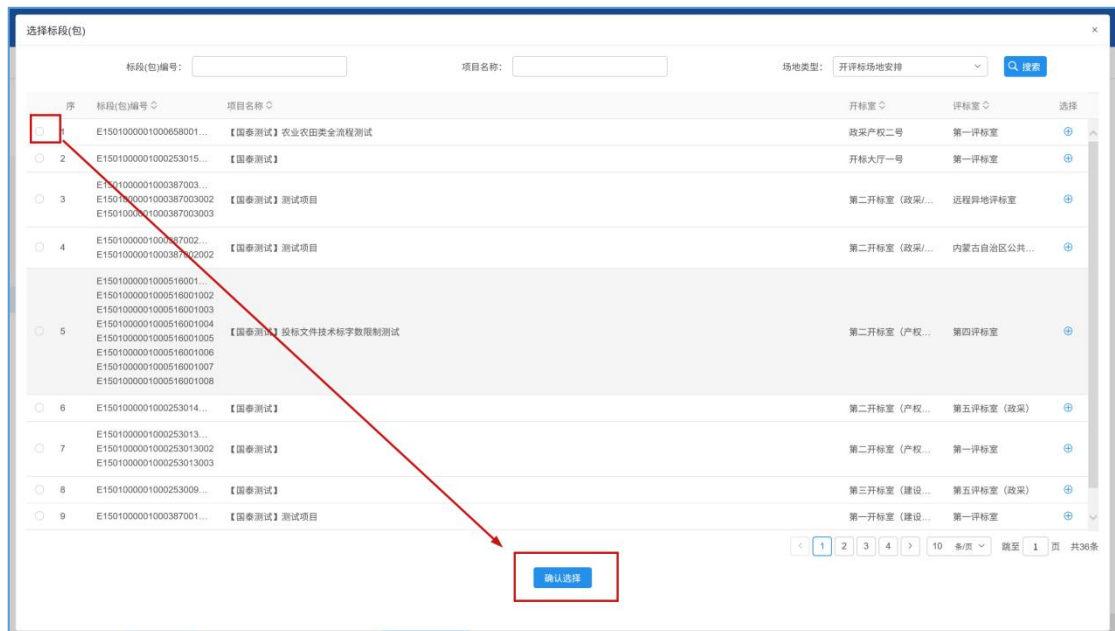 选择标段(包)
标段(包)编号： 项目名称： 场地类型： 开评标场地安排 搜索
序 标段(包)编号 项目名称 开标室 评标室 选择
1 E1501000001000658001... 【国泰测试】农业农田类全流程测试 政采产权二号 第一评标室
2 E1501000001000253015... 【国泰测试】 开标大厅一号 第一评标室
E1501000001000387003...
3 E1501000001000387003002 【国泰测试】测试项目 第二开标室（政采/... 远程异地评标室
E1501000001000387003003
E1501000001000387002...
4 E1501000001000387002002 【国泰测试】测试项目 第二开标室（政采/... 内蒙古自治区公共...
E1501000001000516001...
E1501000001000516001002
E1501000001000516001003
E1501000001000516001004
5 E1501000001000516001005 【国泰测试】投标文件技术标字数限制测试 第二开标室（产权... 第四评标室
E1501000001000516001006
E1501000001000516001007
E1501000001000516001008
6 E1501000001000253014... 【国泰测试】 第二开标室（产权... 第五评标室（政采）
E1501000001000253013...
7 E1501000001000253013002 【国泰测试】 第二开标室（产权... 第一评标室
E1501000001000253013003
8 E1501000001000253009... 【国泰测试】 第三开标室（建设... 第五评标室（政采）
9 E1501000001000387001... 【国泰测试】测试项目 第一开标室（建设... 第一评标室
1 2 3 4 10 条/页 跳至 1 页 共36条
确认选择